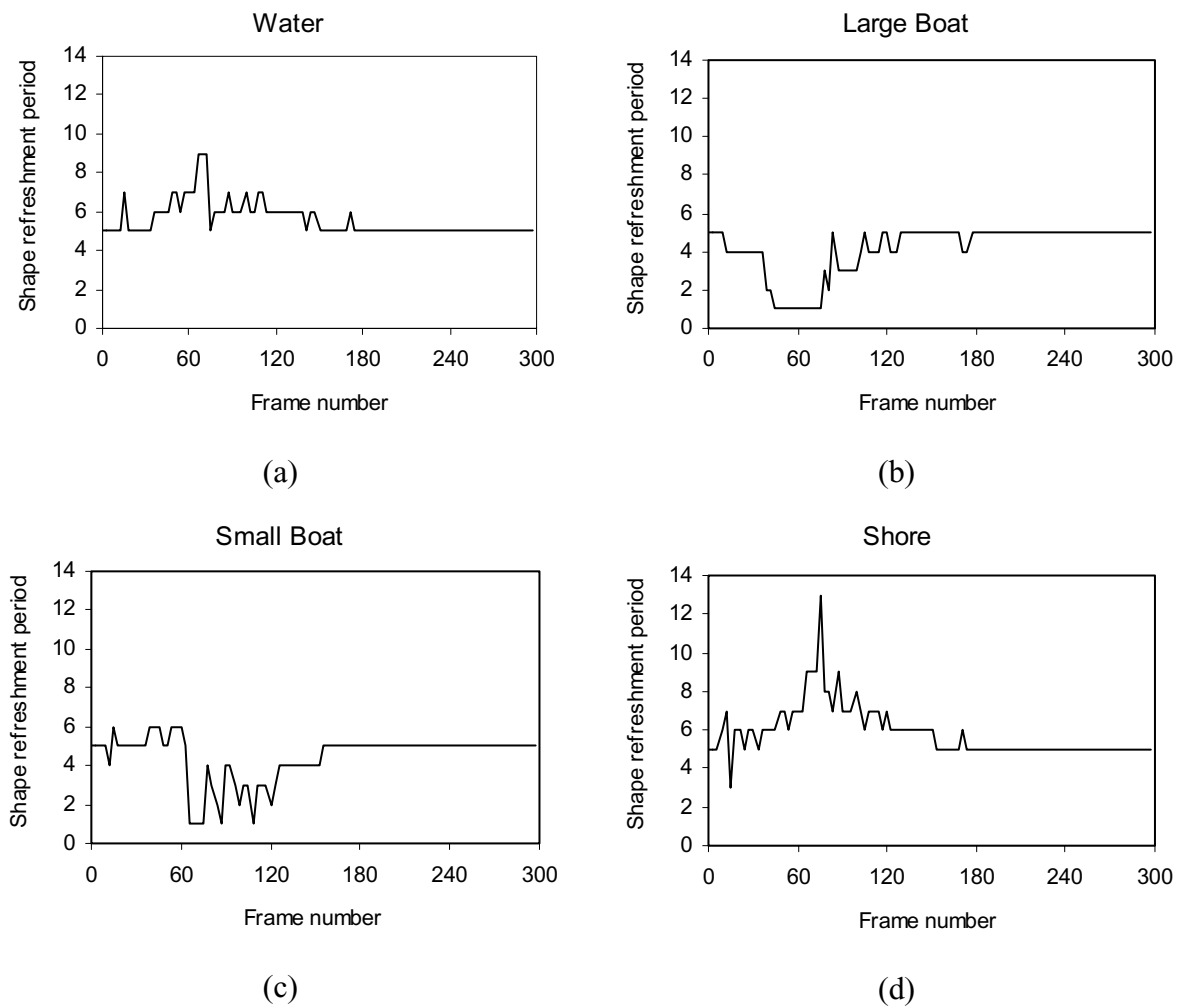 Water
Shape refreshment period
14
12
10
8
6
4
2
0
0 60 120 180 240 300
Frame number
(a)
Large Boat
Shape refreshment period
14
12
10
8
6
4
2
0
0 60 120 180 240 300
Frame number
(b)
Small Boat
Shape refreshment period
14
12
10
8
6
4
2
0
0 60 120 180 240 300
Frame number
(c)
Shore
Shape refreshment period
14
12
10
8
6
4
2
0
0 60 120 180 240 300
Frame number
(d)